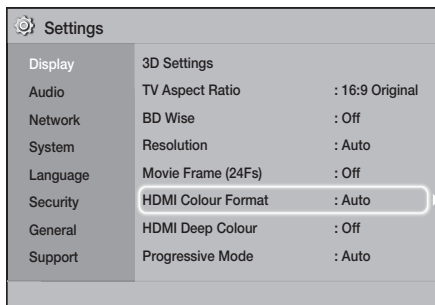 Settings
Display
Audio
Network
System
Language
Security
General
Support
3D Settings
TV Aspect Ratio : 16:9 Original
BD Wise : Off
Resolution : Auto
Movie Frame (24Fs) : Off
HDMI Colour Format : Auto
HDMI Deep Colour : Off
Progressive Mode : Auto